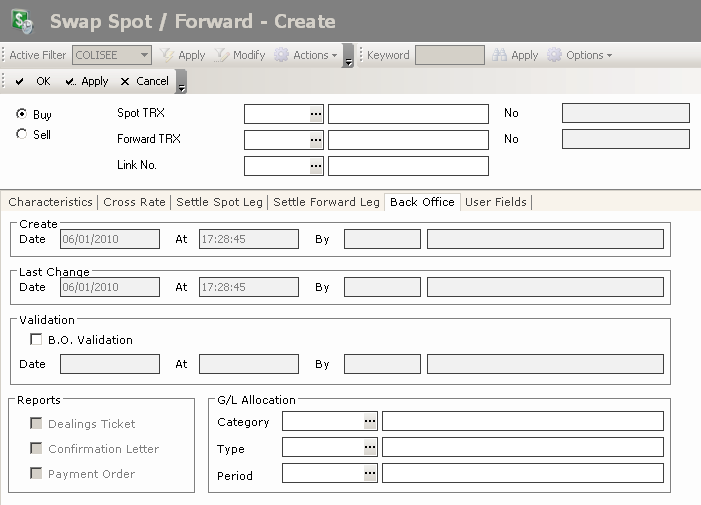 Swap Spot / Forward - Create
Active Filter COLISEE Apply Modify Actions Keyword Apply Options
OK Apply Cancel
Buy Spot TRX ... No
Sell Forward TRX ... No
Link No. ...
Characteristics Cross Rate Settle Spot Leg Settle Forward Leg Back Office User Fields
Create
Date 06/01/2010 At 17:28:45 By
Last Change
Date 06/01/2010 At 17:28:45 By
Validation
B.O. Validation
Date At By
Reports
Dealings Ticket
Confirmation Letter
Payment Order
G/L Allocation
Category ...
Type ...
Period ...